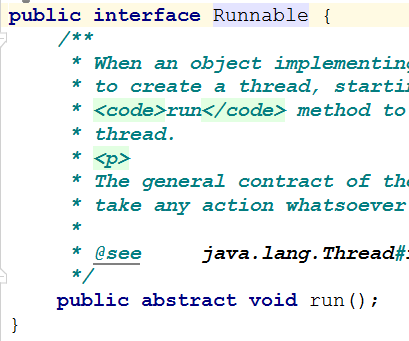 public interface Runnable {
/**
* When an object implementing
* to create a thread, starti
* <code>run</code> method to
* thread.
* <p>
* The general contract of the
* take any action whatsoever
*
* @see java.lang.Thread#
*/
public abstract void run();
}